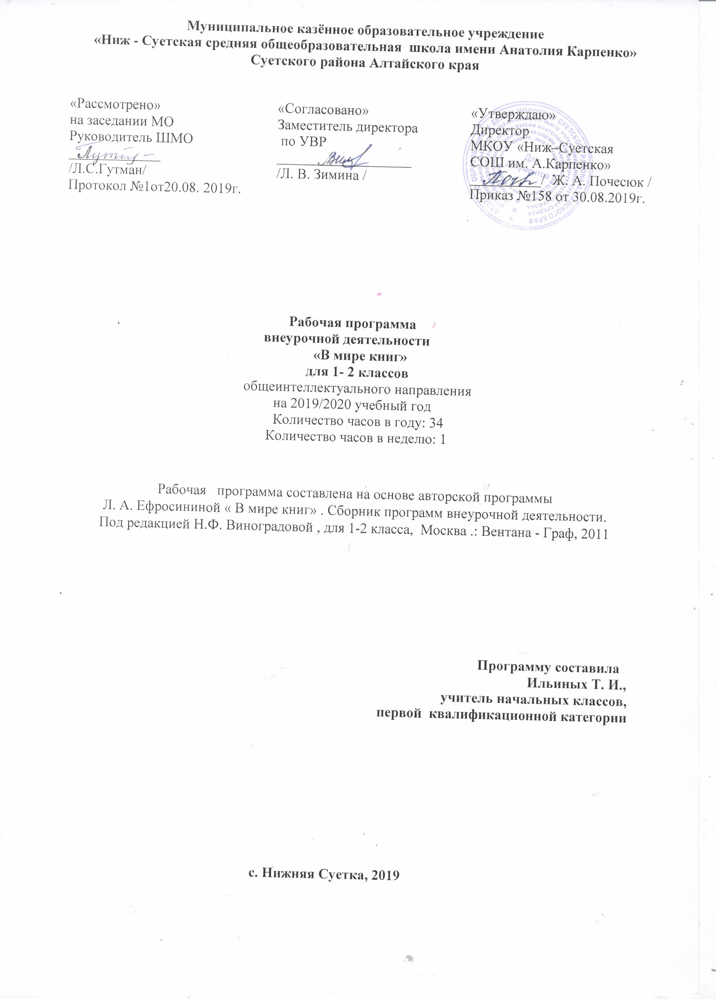 Муниципальное казённое образовательное учреждение
«Ниж - Суетская средняя общеобразовательная школа имени Анатолия Карпенко»
Суетского района Алтайского края
«Рассмотрено»
на заседании МО
Руководитель ШМО
/Л.С.Гутман/
Протокол №1от20.08. 2019г.
«Согласовано»
Заместитель директора
по УВР
/Л. В. Зимина /
«Утверждаю»
Директор
МКОУ «Ниж–Суетская
СОШ им. А.Карпенко»
/ Ж. А. Почесюк /
Приказ №158 от 30.08.2019г.
Для
документов
Рабочая программа
внеурочной деятельности
«В мире книг»
для 1- 2 классов
общеинтеллектуального направления
на 2019/2020 учебный год
Количество часов в году: 34
Количество часов в неделю: 1
Рабочая программа составлена на основе авторской программы
Л. А. Ефросининой « В мире книг» . Сборник программ внеурочной деятельности.
Под редакцией Н.Ф. Виноградовой , для 1-2 класса, Москва .: Вентана - Граф, 2011
Программу составила
Ильиных Т. И.,
учитель начальных классов,
первой квалификационной категории
с. Нижняя Суетка, 2019